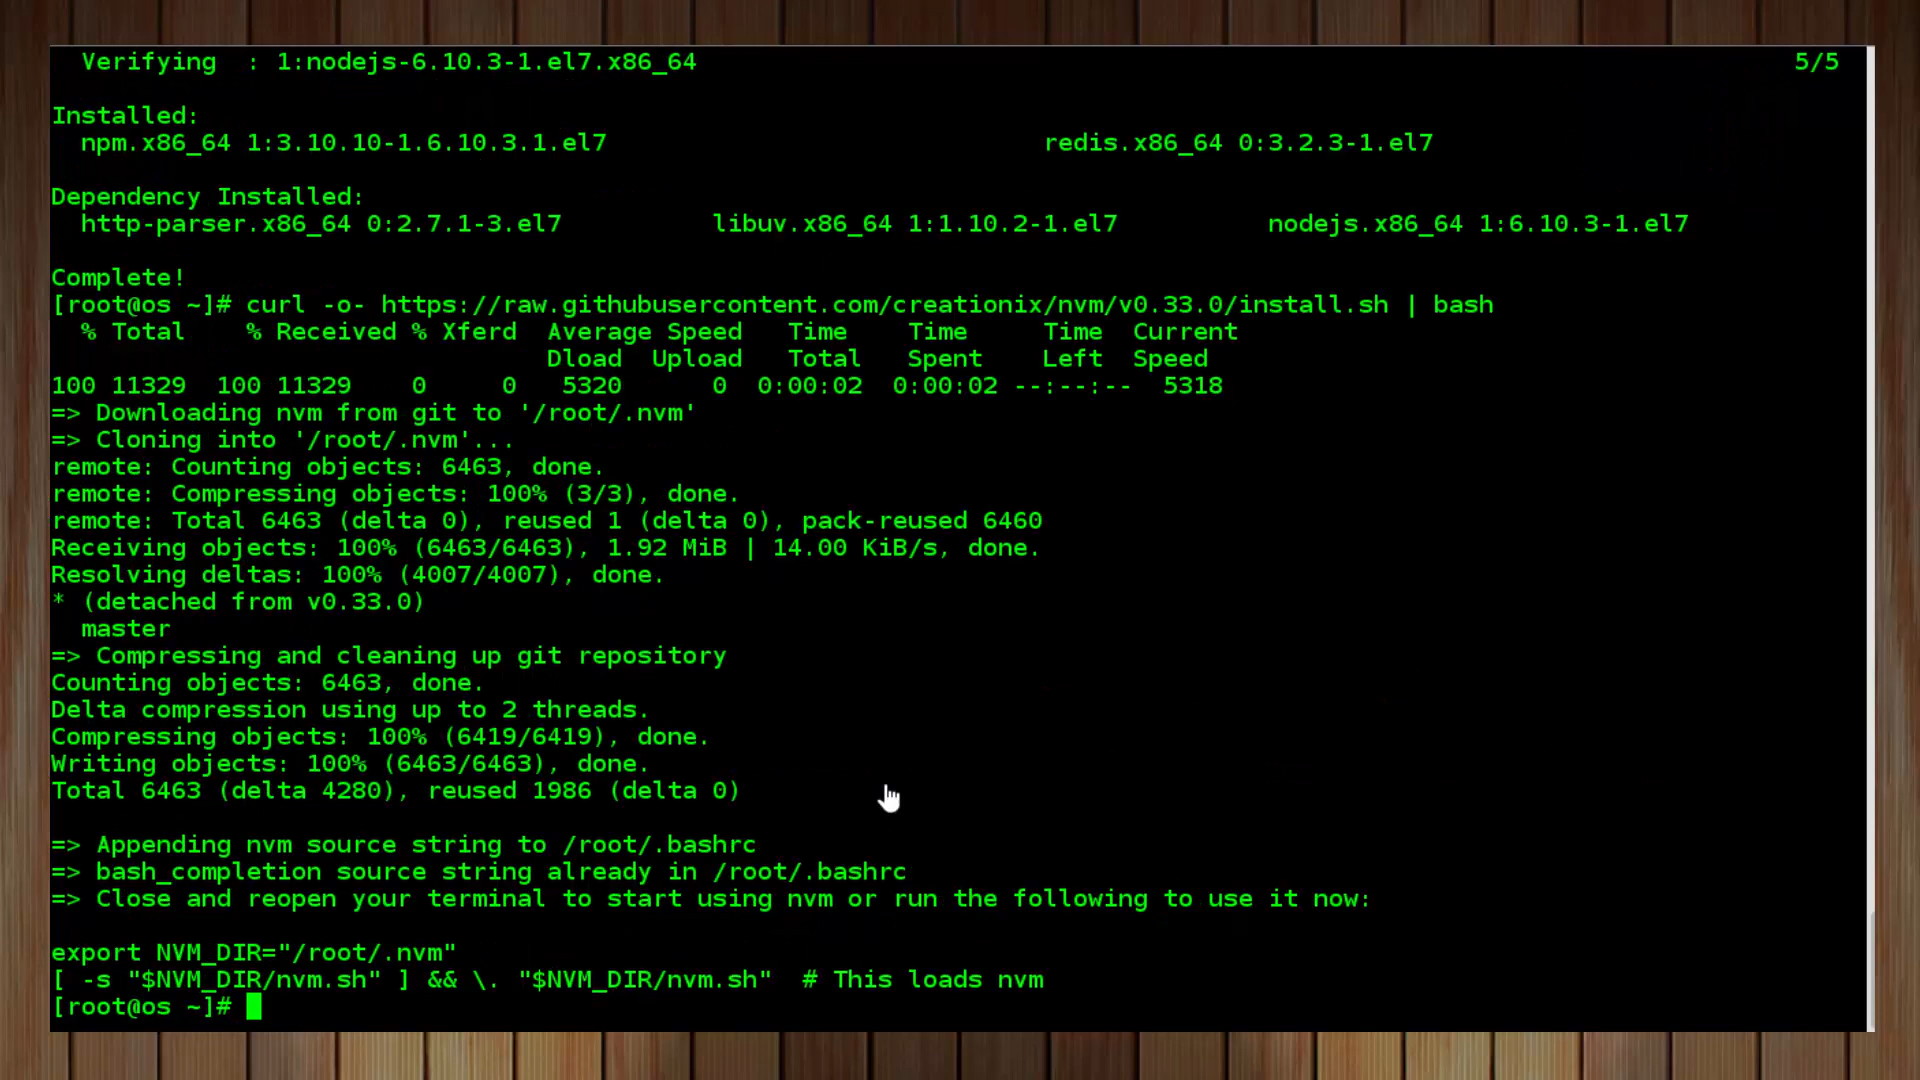 Verifying  : 1:nodejs-6.10.3-1.el7.x86_64 5/5
Installed:
npm.x86_64 1:3.10.10-1.6.10.3.1.el7 redis.x86_64 0:3.2.3-1.el7
Dependency Installed:
http-parser.x86_64 0:2.7.1-3.el7 libuv.x86_64 1:1.10.2-1.el7 nodejs.x86_64 1:6.10.3-1.el7
Complete!
[root@os ~]# curl -o- https://raw.githubusercontent.com/creationix/nvm/v0.33.0/install.sh | bash
% Total    % Received % Xferd  Average Speed   Time    Time     Time  Current
Dload  Upload   Total   Spent    Left  Speed
100 11329  100 11329    0     0   5320      0  0:00:02  0:00:02 --:--:--  5318
=> Downloading nvm from git to '/root/.nvm'
=> Cloning into '/root/.nvm'...
remote: Counting objects: 6463, done.
remote: Compressing objects: 100% (3/3), done.
remote: Total 6463 (delta 0), reused 1 (delta 0), pack-reused 6460
Receiving objects: 100% (6463/6463), 1.92 MiB | 14.00 KiB/s, done.
Resolving deltas: 100% (4007/4007), done.
* (detached from v0.33.0)
master
=> Compressing and cleaning up git repository
Counting objects: 6463, done.
Delta compression using up to 2 threads.
Compressing objects: 100% (6419/6419), done.
Writing objects: 100% (6463/6463), done.
Total 6463 (delta 4280), reused 1986 (delta 0)
=> Appending nvm source string to /root/.bashrc
=> bash_completion source string already in /root/.bashrc
=> Close and reopen your terminal to start using nvm or run the following to use it now:
export NVM_DIR="/root/.nvm"
[ -s "$NVM_DIR/nvm.sh" ] && \. "$NVM_DIR/nvm.sh"  # This loads nvm
[root@os ~]#